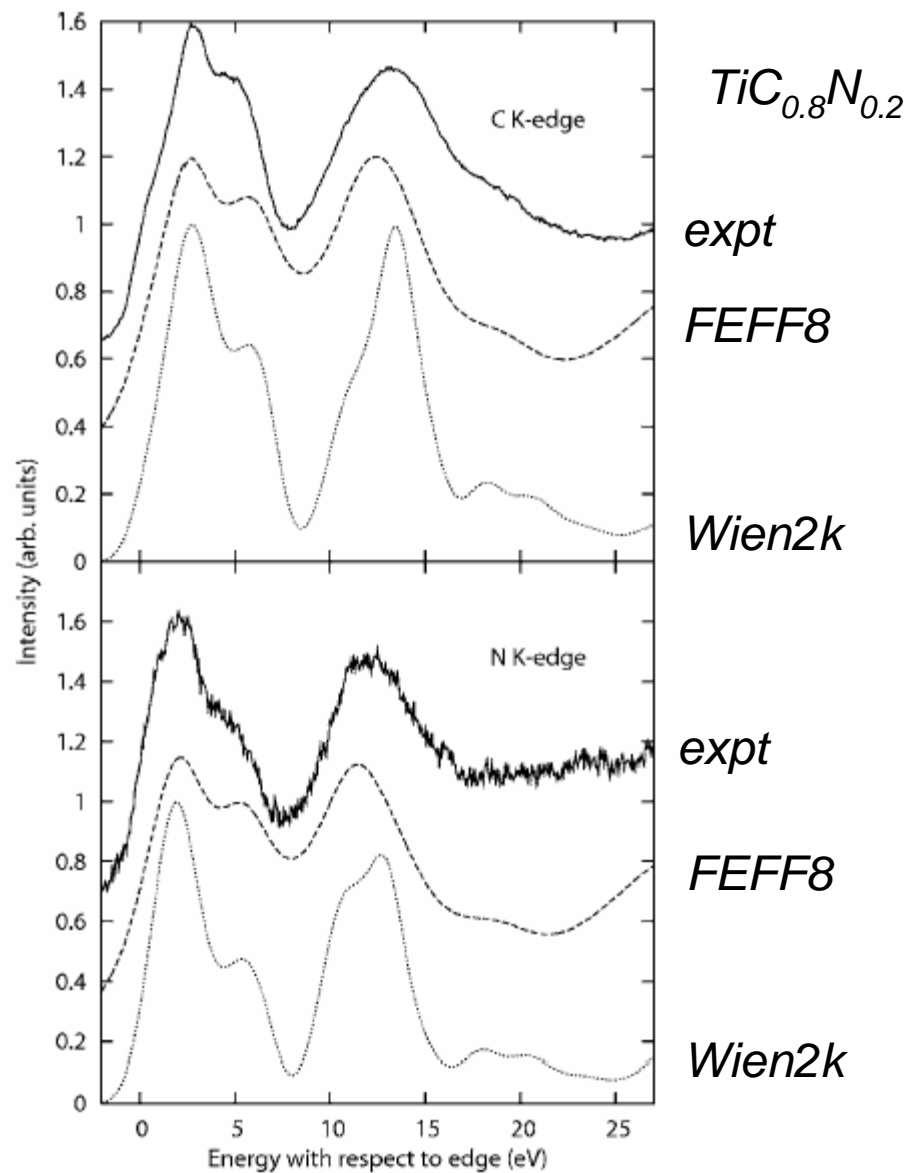 1.6
1.4
1.2
1
0.8
0.6
0.4
0.2
0
C K-edge
TiC0.8N0.2
expt
FEFF8
Wien2k
Intensity (arb. units)
1.6
1.4
1.2
1
0.8
0.6
0.4
0.2
0
N K-edge
expt
FEFF8
Wien2k
0 5 10 15 20 25
Energy with respect to edge (eV)